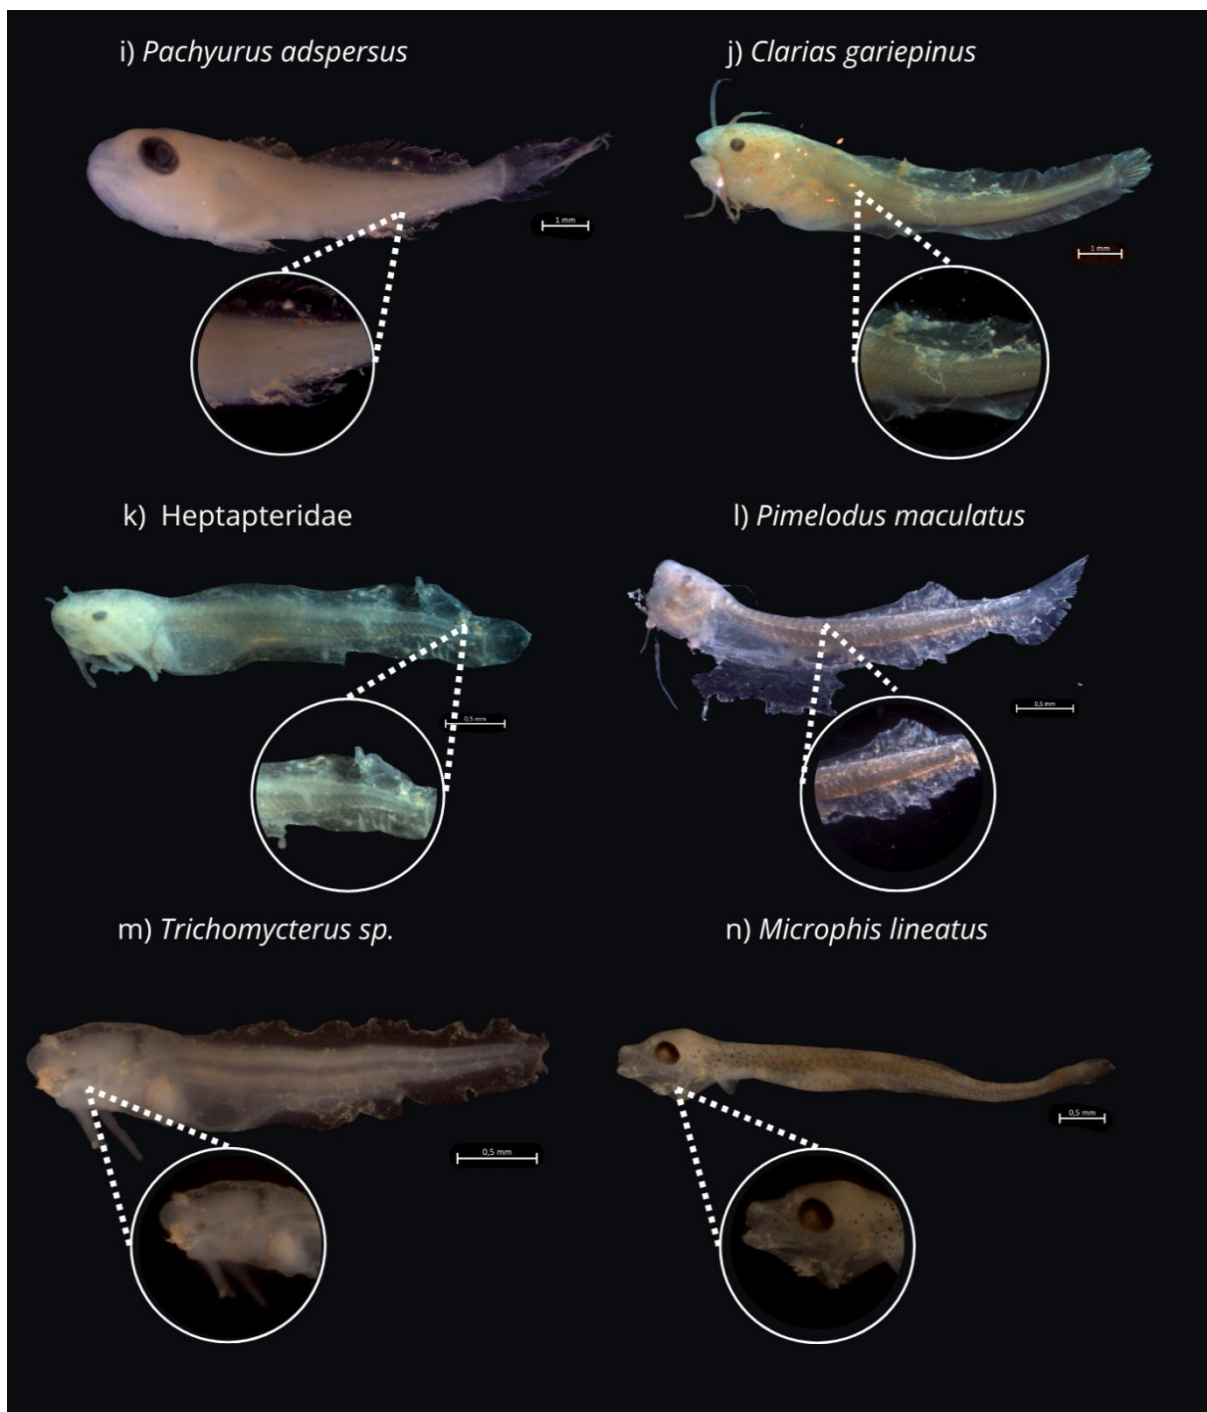 i) Pachyurus adspersus
j) Clarias gariepinus
1 mm
1 mm
k) Heptapteridae
l) Pimelodus maculatus
0,5 mm
0,5 mm
m) Trichomycterus sp.
n) Microphis lineatus
0,5 mm
0,5 mm